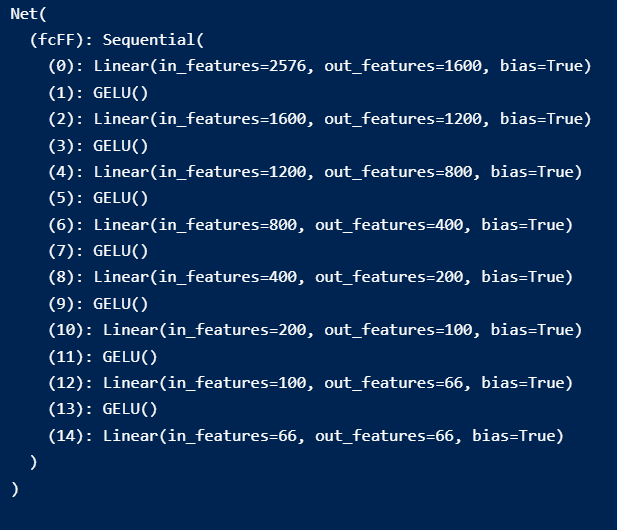 Net(
  (fcFF): Sequential(
    (0): Linear(in_features=2576, out_features=1600, bias=True)
    (1): GELU()
    (2): Linear(in_features=1600, out_features=1200, bias=True)
    (3): GELU()
    (4): Linear(in_features=1200, out_features=800, bias=True)
    (5): GELU()
    (6): Linear(in_features=800, out_features=400, bias=True)
    (7): GELU()
    (8): Linear(in_features=400, out_features=200, bias=True)
    (9): GELU()
    (10): Linear(in_features=200, out_features=100, bias=True)
    (11): GELU()
    (12): Linear(in_features=100, out_features=66, bias=True)
    (13): GELU()
    (14): Linear(in_features=66, out_features=66, bias=True)
  )
)